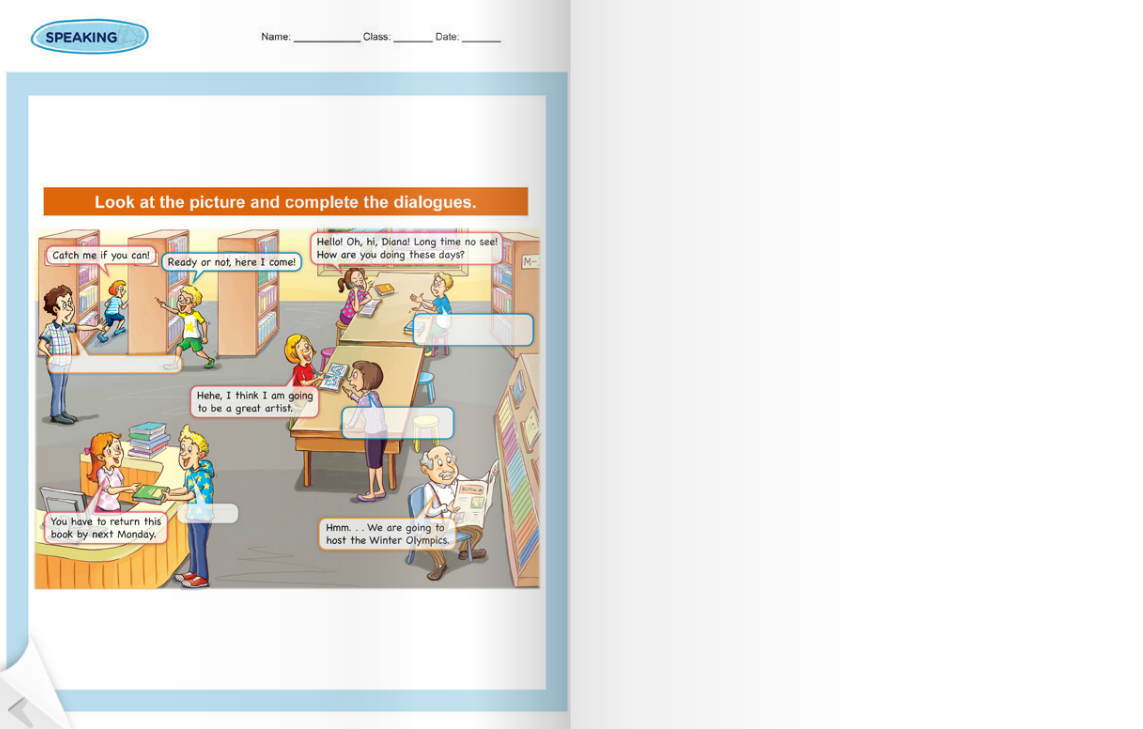 SPEAKING
Name: ____________ Class: _______ Date: _______
Look at the picture and complete the dialogues.
Catch me if you can!
Ready or not, here I come!
Hello! Oh, hi, Diana! Long time no see!
How are you doing these days?
M-
Hehe, I think I am going
to be a great artist.
You have to return this
book by next Monday.
Hmm. . . We are going to
host the Winter Olympics.